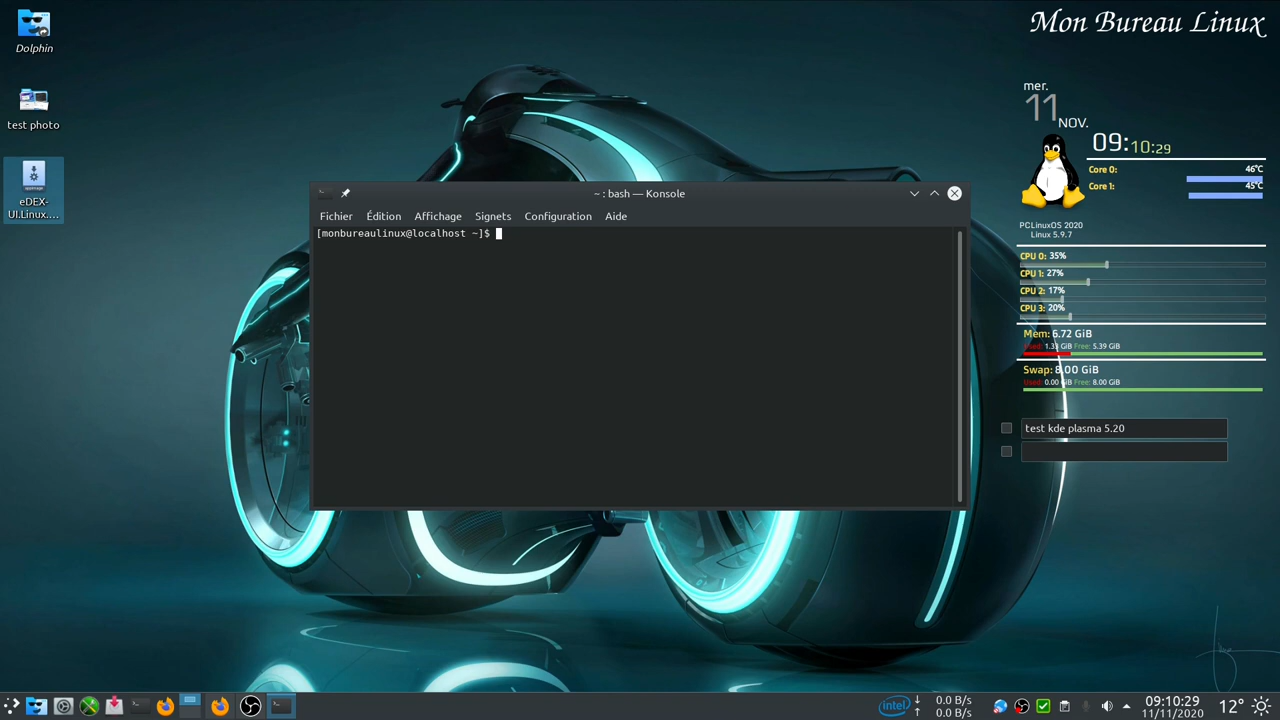 Mon Bureau Linux
Dolphin
test photo
eDEX-
UI.Linux....
mer.
11
NOV.
09:10:29
Core 0: 46°C
Core 1: 45°C
PCLinuxOS 2020
Linux 5.9.7
CPU 0: 35%
CPU 1: 27%
CPU 2: 17%
CPU 3: 20%
Mem: 6.72 GiB
Used: 1.33 GiB Free: 5.39 GiB
Swap: 8.00 GiB
Used: 0.00 GiB Free: 8.00 GiB
test kde plasma 5.20
~ : bash — Konsole
Fichier Édition Affichage Signets Configuration Aide
[monbureaulinux@localhost ~]$
intel
↓ 0.0 B/s
↑ 0.0 B/s
09:10:29
11/11/2020
12°